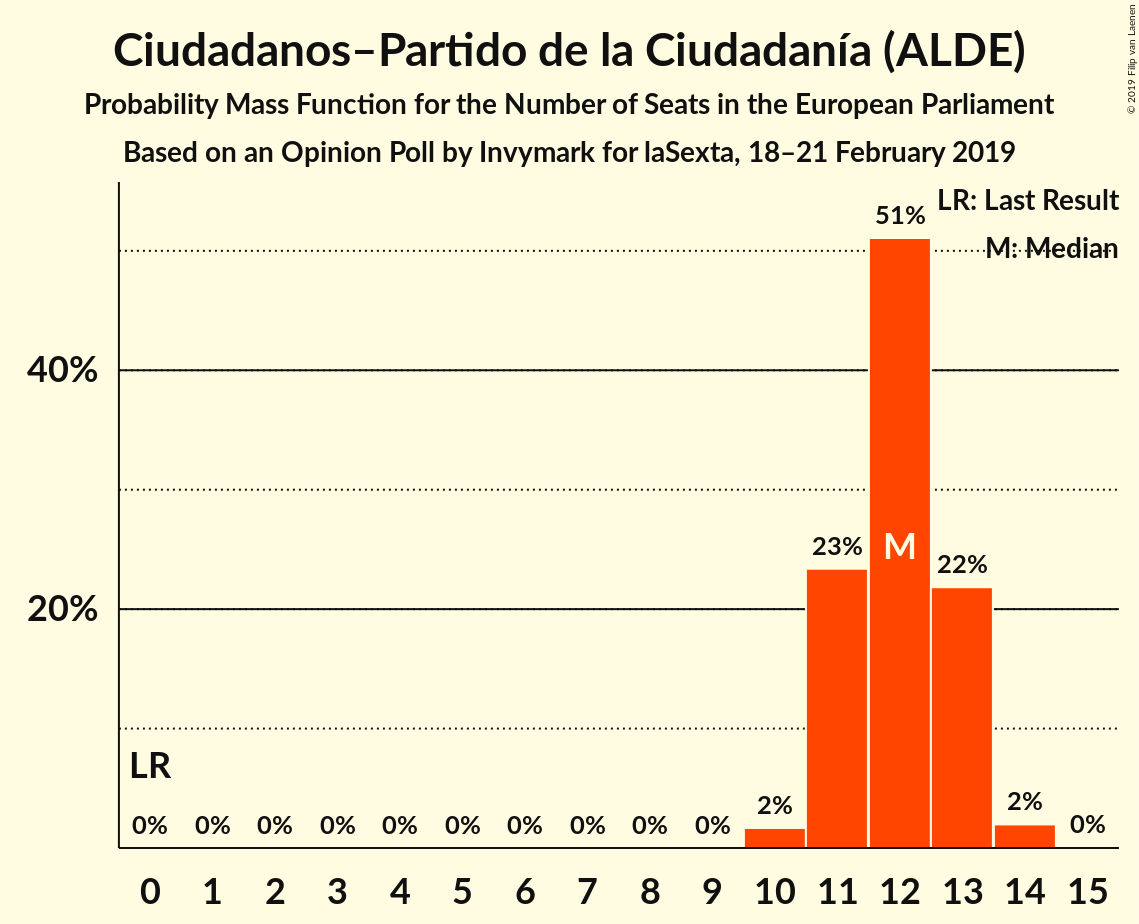 Ciudadanos–Partido de la Ciudadanía (ALDE)
Probability Mass Function for the Number of Seats in the European Parliament
Based on an Opinion Poll by Invymark for laSexta, 18–21 February 2019
© 2019 Filip van Laenen
LR: Last Result
M: Median
51%
40%
23%
M
22%
20%
LR
0% 0% 0% 0% 0% 0% 0% 0% 0% 0% 2% 2% 0%
0 1 2 3 4 5 6 7 8 9 10 11 12 13 14 15